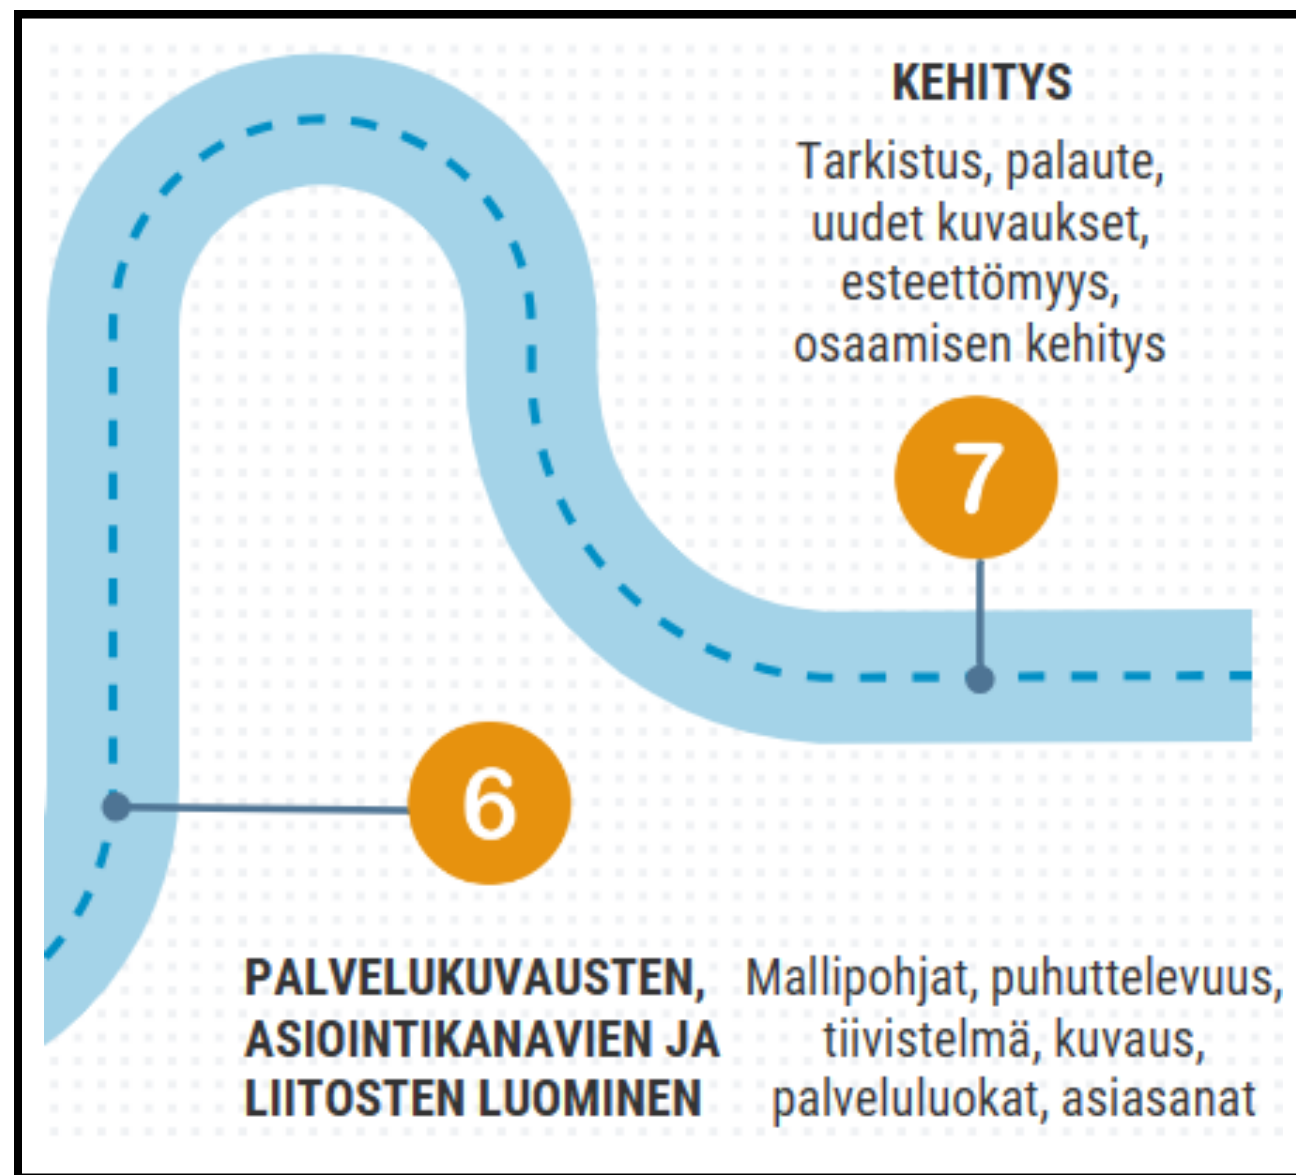 KEHITYS
Tarkistus, palaute,
uudet kuvaukset,
esteettömyys,
osaamisen kehitys
7
6
PALVELUKUVAUSTEN,
ASIOINTIKANAVIEN JA
LIITOSTEN LUOMINEN
Mallipohjat, puhuttelevuus,
tiivistelmä, kuvaus,
palveluluokat, asiasanat